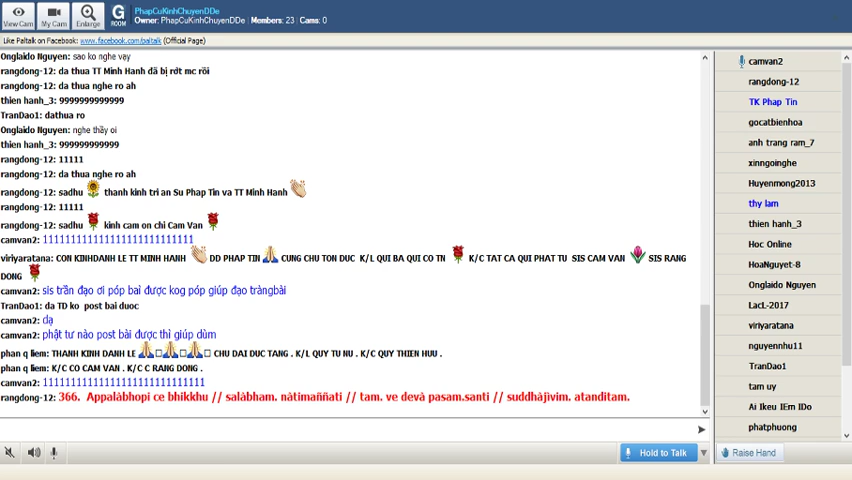 PhapCuKinhChuyenDDe
Owner: PhapCuKinhChuyenDDe | Members: 23 | Cams: 0
View Cam My Cam Enlarge G ROOM
Like Paltalk on Facebook: www.facebook.com/paltalk (Official Page)
Onglaido Nguyen: sao ko nghe vạy
rangdong-12: da thua TT Minh Hanh đã bị rớt mc rồi
rangdong-12: da thua nghe ro ah
thien hanh_3: 9999999999999
TranDao1: dathua ro
Onglaido Nguyen: nghe thầy oi
thien hanh_3: 999999999999
rangdong-12: 11111
rangdong-12: da thua nghe ro ah
rangdong-12: sadhu thanh kinh tri an Su Phap Tin va TT Minh Hanh
rangdong-12: 11111
rangdong-12: sadhu kinh cam on chi Cam Van
camvan2: 1111111111111111111111111111
viriyaratana: CON KINHDANH LE TT MINH HANH DD PHAP TIN CUNG CHU TON DUC K/L QUI BA QUI CO TN K/C TAT CA QUI PHAT TU SIS CAM VAN SIS RANG
DONG
camvan2: sis trần đạo ơi póp bai được kog póp giúp đạo tràngbài
TranDao1: da TD ko post bai duoc
camvan2: dạ
camvan2: phật tư nào post bài được thì giúp dùm
phan q liem: THANH KINH DANH LE CHU DAI DUC TANG . K/L QUY TU NU . K/C QUY THIEN HUU .
phan q liem: K/C CO CAM VAN . K/C C RANG DONG .
camvan2: 11111111111111111111111111111
rangdong-12: 366. Appalàbhopi ce bhikkhu // salàbham. nàtimaññati // tam. ve devà pasam.santi // suddhàjìvim. atanditam.
Hold to Talk
camvan2
rangdong-12
TK Phap Tin
gocatbienhoa
anh trang ram_7
xinngoinghe
Huyenmong2013
thy lam
thien hanh_3
Hoc Online
HoaNguyet-8
Onglaido Nguyen
LacL-2017
viriyaratana
nguyennhu11
TranDao1
tam uy
Ai Ikeu IEm IDo
phatphuong
Raise Hand